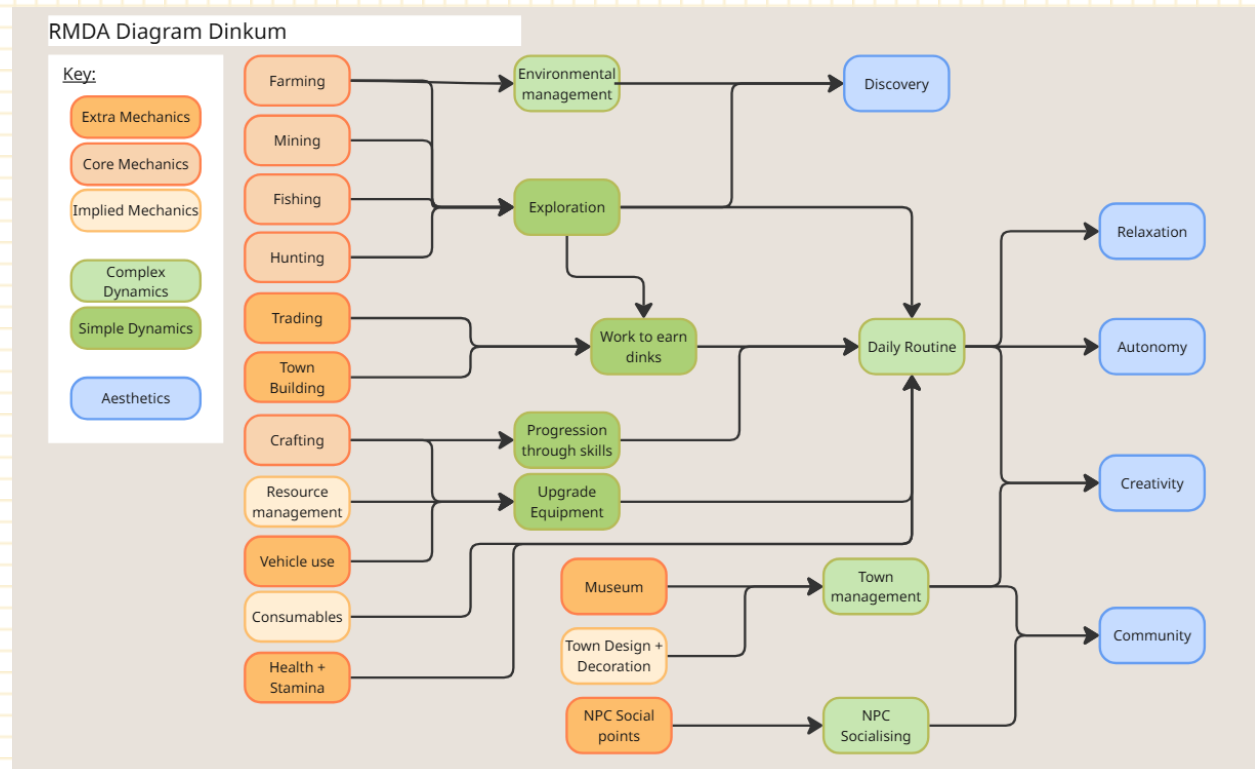 RMDA Diagram Dinkum
Key:
Extra Mechanics
Core Mechanics
Implied Mechanics
Complex
Dynamics
Simple Dynamics
Aesthetics
Farming
Mining
Fishing
Hunting
Trading
Town
Building
Crafting
Resource
management
Vehicle use
Consumables
Health +
Stamina
Environmental
management
Exploration
Work to earn
dinks
Progression
through skills
Upgrade
Equipment
Museum
Town Design +
Decoration
NPC Social
points
Daily Routine
Town
management
NPC
Socialising
Discovery
Relaxation
Autonomy
Creativity
Community